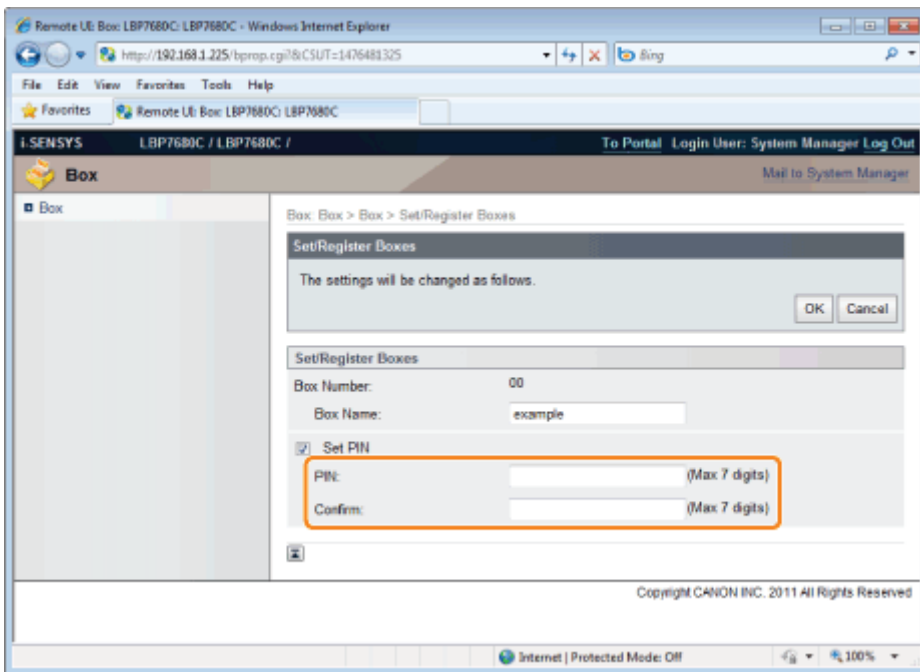 Remote UI: Box: LBP7680C: LBP7680C - Windows Internet Explorer
http://192.168.1.225/bprop.cgi?&CSUT=1476481325
Bing
File Edit View Favorites Tools Help
Favorites
Remote UI: Box: LBP7680C: LBP7680C
i-SENSYS LBP7680C / LBP7680C / To Portal Login User: System Manager Log Out
Box Mail to System Manager
Box
Box: Box > Box > Set/Register Boxes
Set/Register Boxes
The settings will be changed as follows.
OK Cancel
Set/Register Boxes
Box Number: 00
Box Name: example
Set PIN
PIN: (Max 7 digits)
Confirm: (Max 7 digits)
Copyright CANON INC. 2011 All Rights Reserved
Internet | Protected Mode: Off 100%